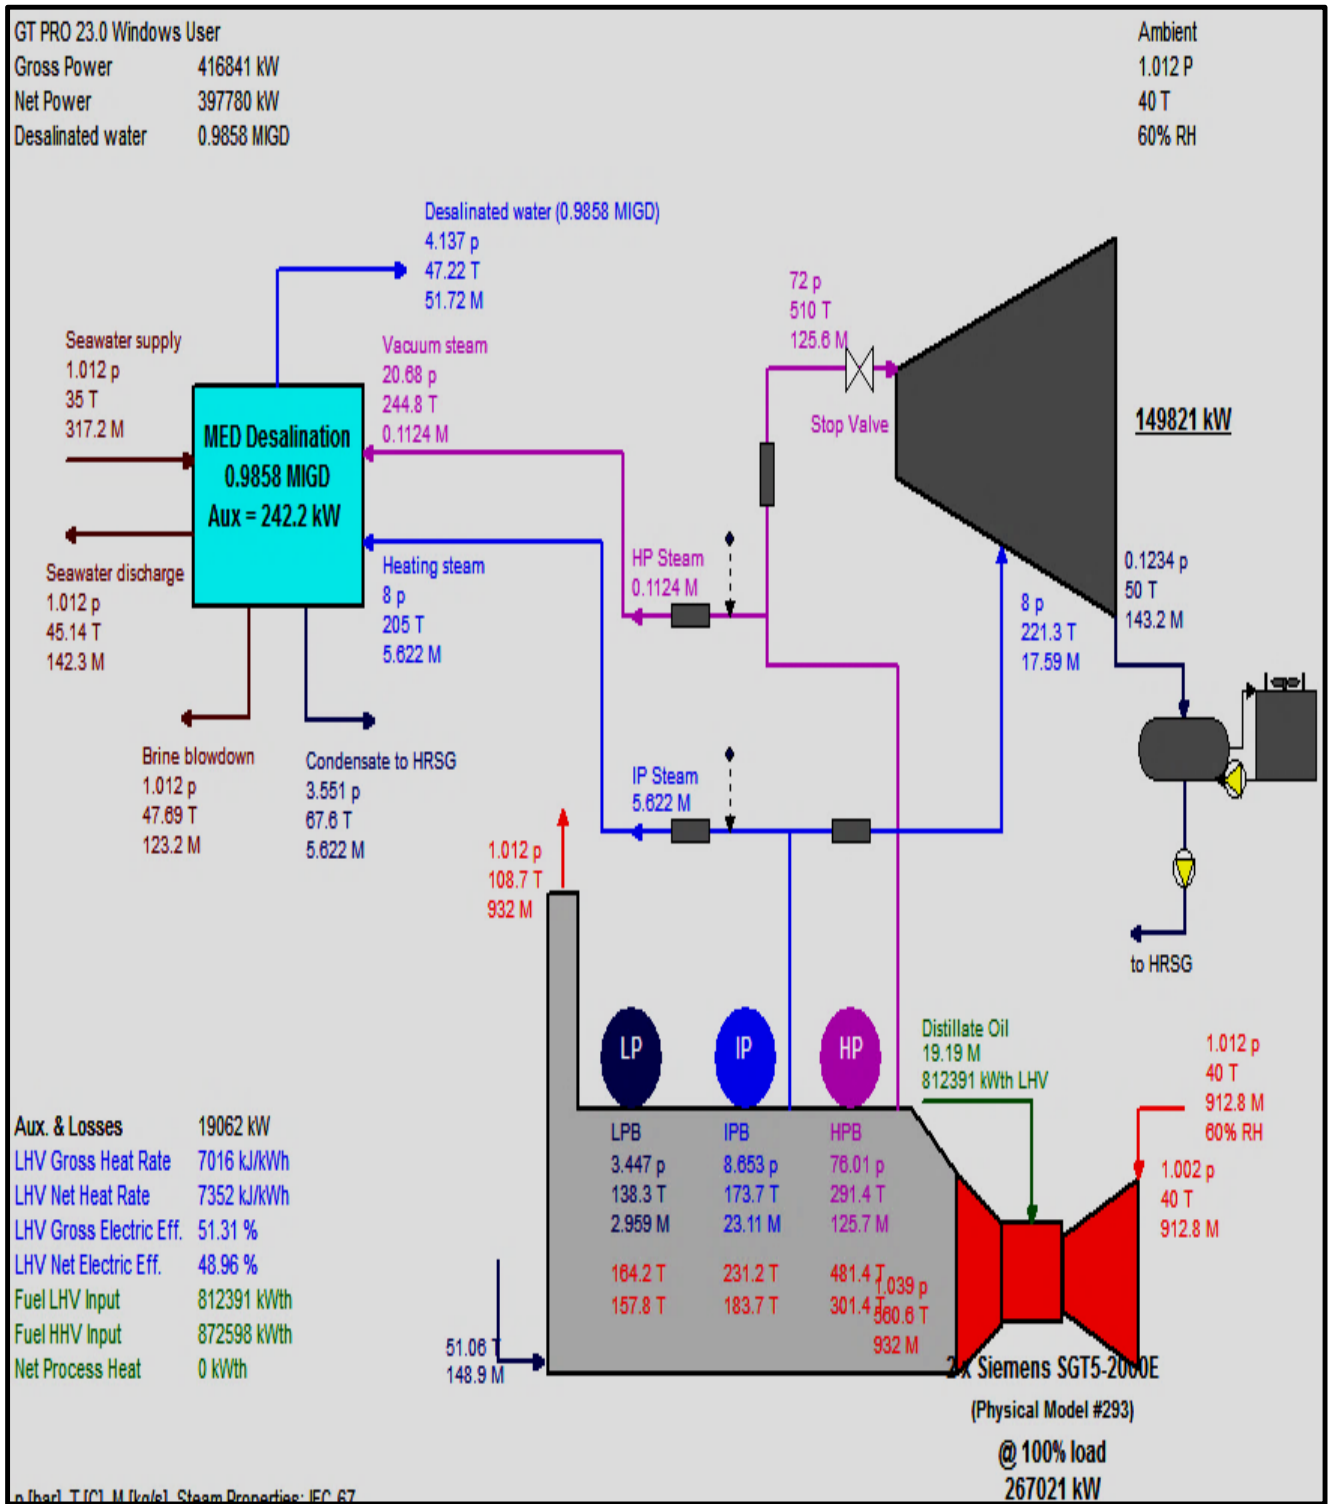 GT PRO 23.0 Windows User
Gross Power 416841 kW
Net Power 397780 kW
Desalinated water 0.9858 MIGD
Ambient
1.012 P
40 T
60% RH
Desalinated water (0.9858 MIGD)
4.137 p
47.22 T
51.72 M
72 p
510 T
125.6 M
Stop Valve
149821 kW
Seawater supply
1.012 p
35 T
317.2 M
Vacuum steam
20.68 p
244.8 T
0.1124 M
MED Desalination
0.9858 MIGD
Aux = 242.2 kW
HP Steam
0.1124 M
Seawater discharge
1.012 p
45.14 T
142.3 M
Heating steam
8 p
205 T
5.622 M
8 p
221.3 T
17.59 M
0.1234 p
50 T
143.2 M
Brine blowdown
1.012 p
47.69 T
123.2 M
Condensate to HRSG
3.551 p
67.6 T
5.622 M
IP Steam
5.622 M
1.012 p
108.7 T
932 M
to HRSG
LP
IP
HP
Distillate Oil
19.19 M
812391 kWth LHV
1.012 p
40 T
912.8 M
60% RH
1.002 p
40 T
912.8 M
LPB
3.447 p
138.3 T
2.959 M
164.2 T
157.8 T
IPB
8.653 p
173.7 T
23.11 M
231.2 T
183.7 T
HPB
76.01 p
291.4 T
125.7 M
481.4 T
301.4 T
1.039 p
560.6 T
932 M
51.06 T
148.9 M
Aux. & Losses 19062 kW
LHV Gross Heat Rate 7016 kJ/kWh
LHV Net Heat Rate 7352 kJ/kWh
LHV Gross Electric Eff. 51.31 %
LHV Net Electric Eff. 48.96 %
Fuel LHV Input 812391 kWth
Fuel HHV Input 872598 kWth
Net Process Heat 0 kWth
2 x Siemens SGT5-2000E
(Physical Model #293)
@ 100% load
267021 kW
p [bar], T [C], M [kg/s], Steam Properties: IFC-67